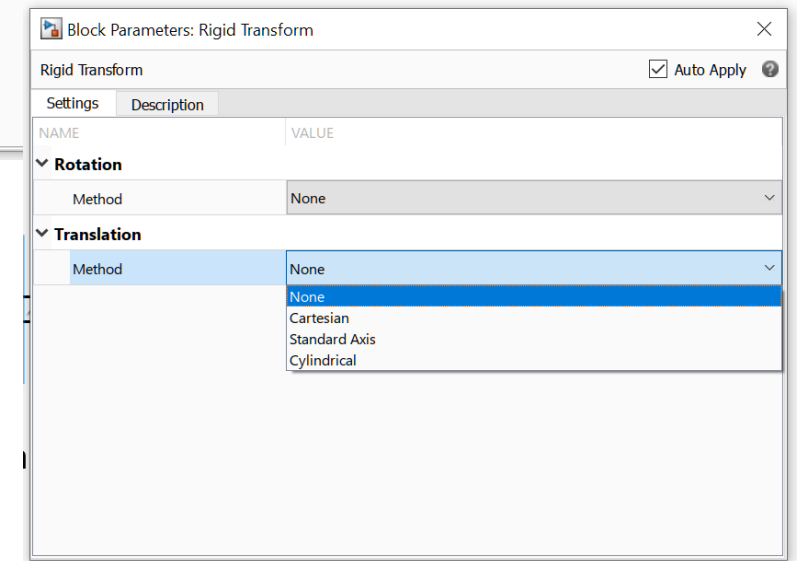 Block Parameters: Rigid Transform
Rigid Transform
Auto Apply
Settings Description
NAME VALUE
Rotation
Method None
Translation
Method None
None
Cartesian
Standard Axis
Cylindrical